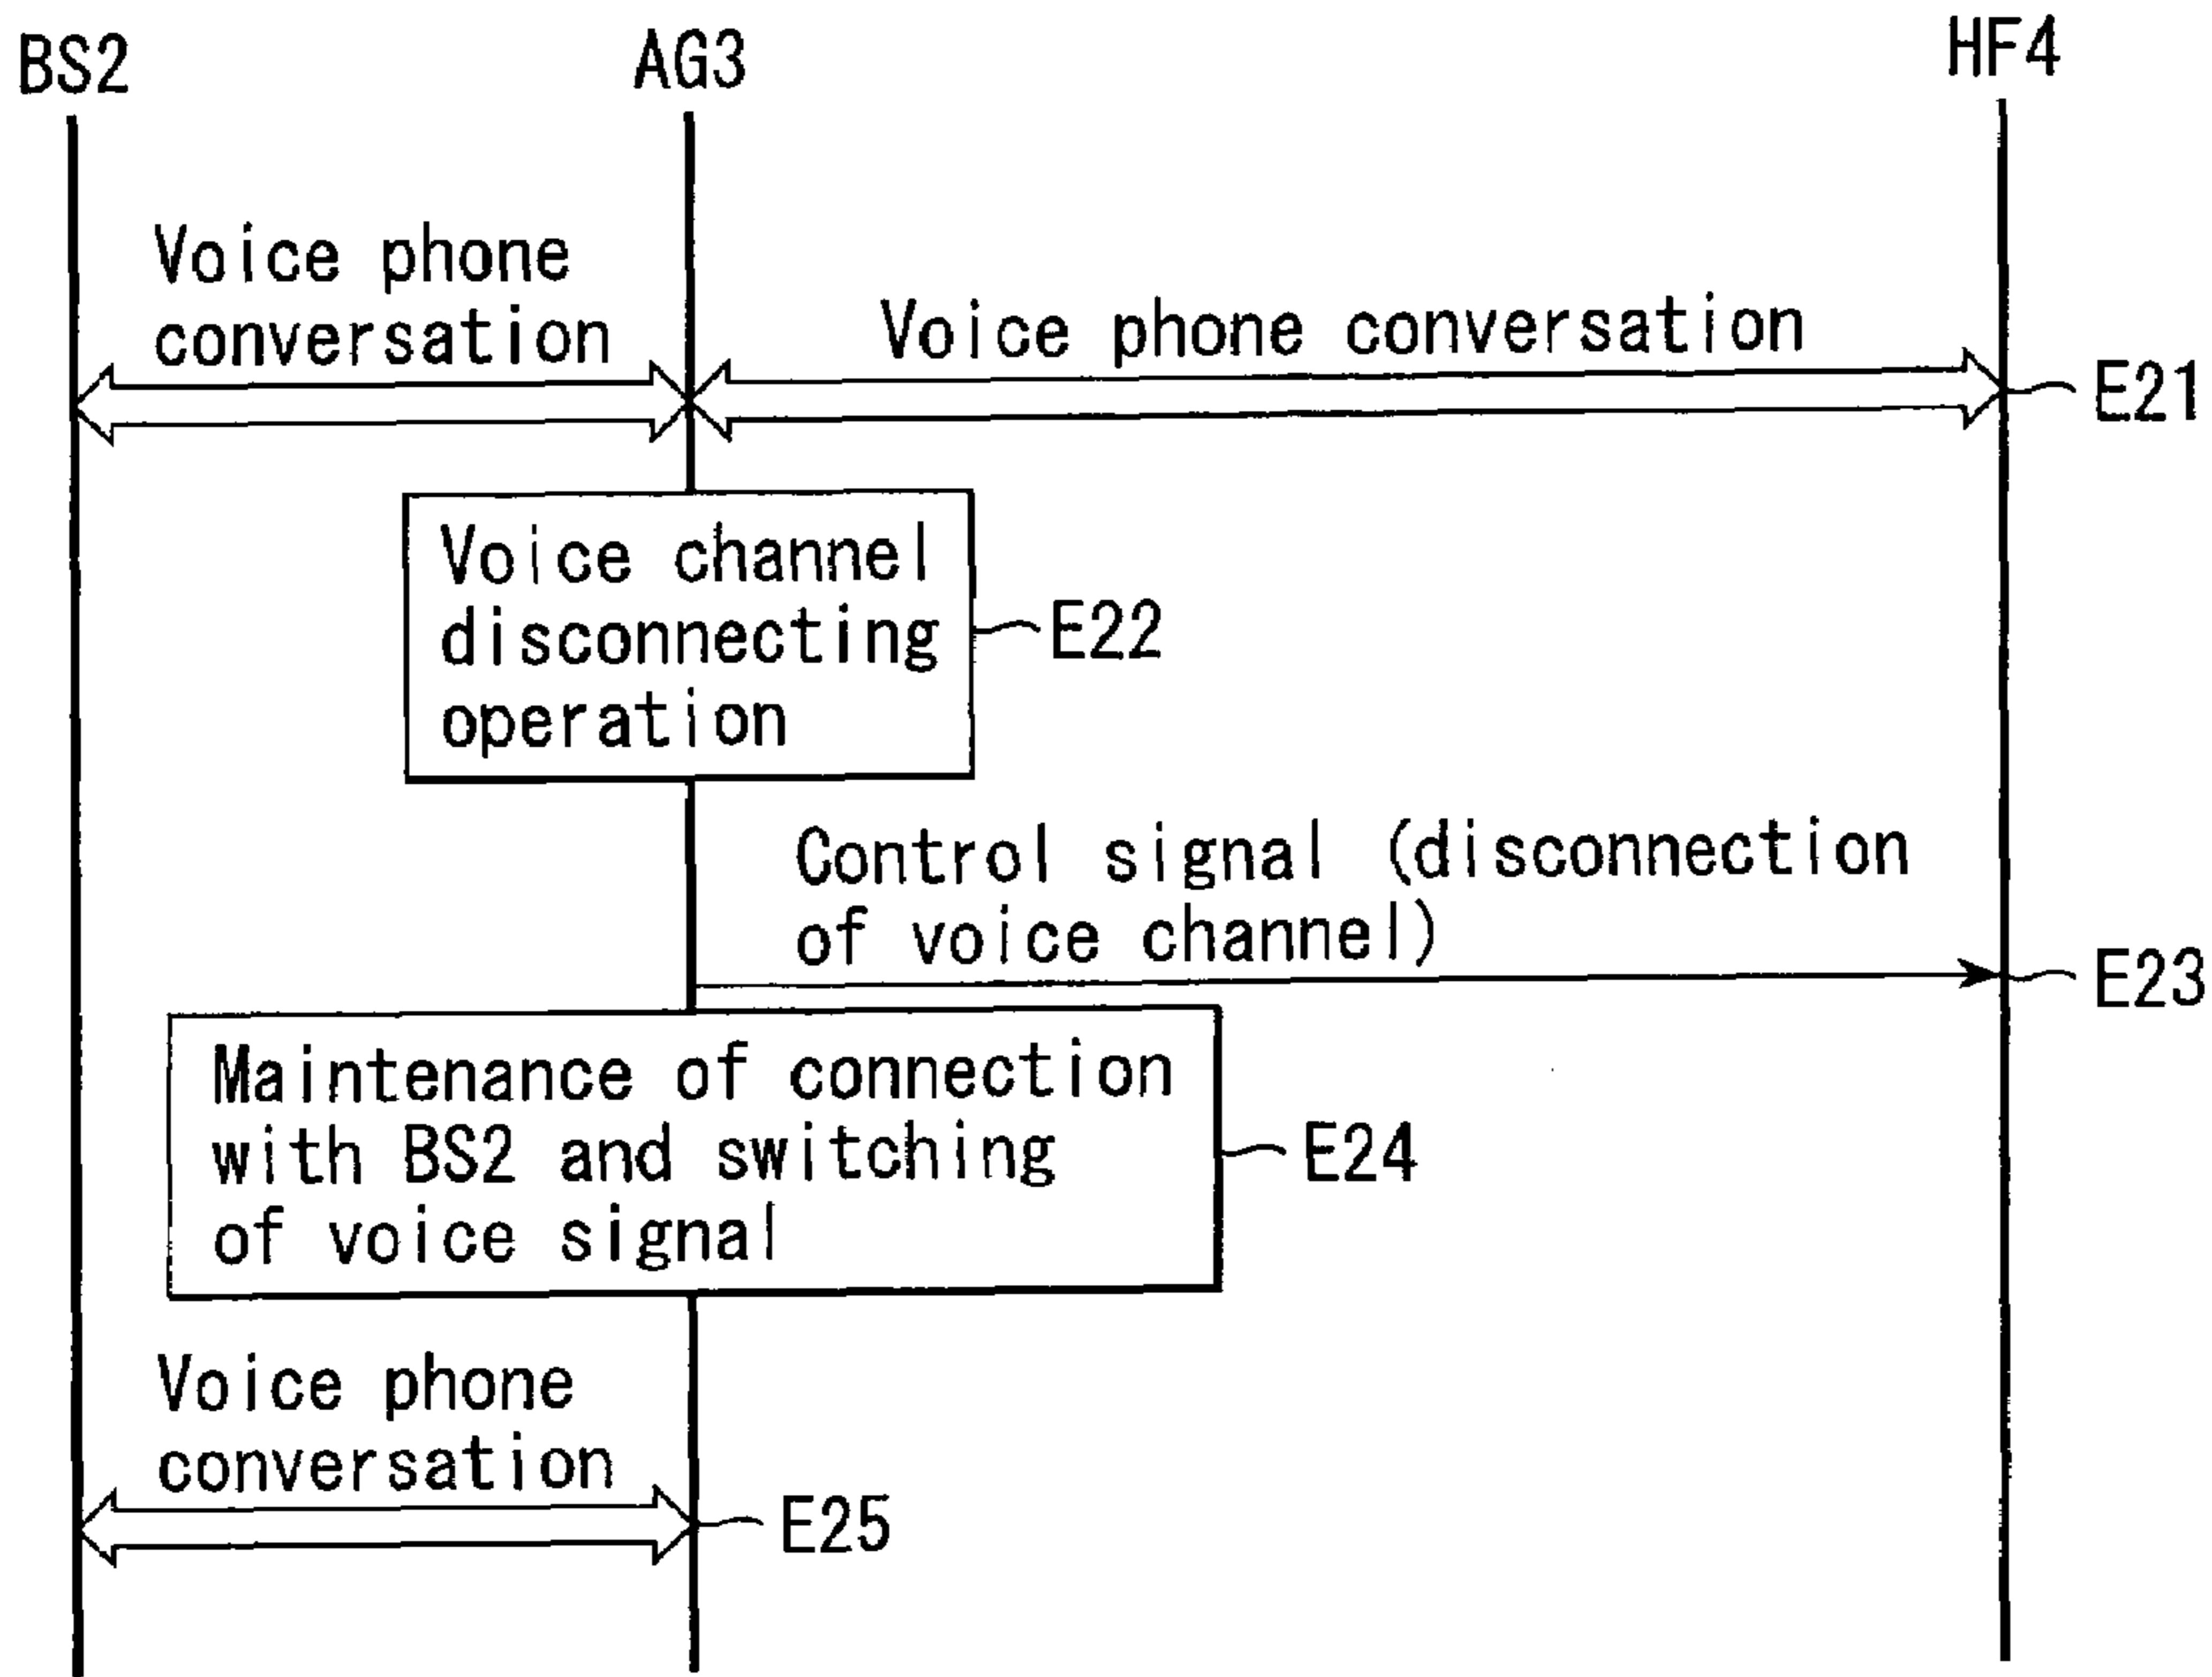 BS2
AG3
HF4
Voice phone
conversation
Voice phone conversation
E21
Voice channel
disconnecting
operation
E22
Control signal (disconnection
of voice channel)
E23
Maintenance of connection
with BS2 and switching
of voice signal
E24
Voice phone
conversation
E25